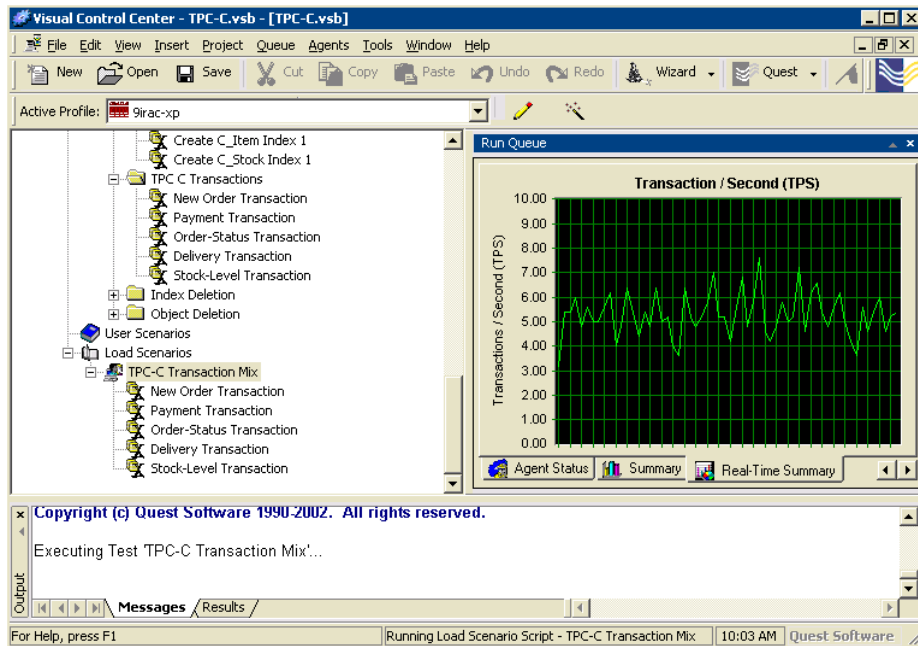 Visual Control Center - TPC-C.vsb - [TPC-C.vsb]
File Edit View Insert Project Queue Agents Tools Window Help
New Open Save Cut Copy Paste Undo Redo Wizard Quest
Active Profile: 9irac-xp
Create C_Item Index 1
Create C_Stock Index 1
TPC C Transactions
New Order Transaction
Payment Transaction
Order-Status Transaction
Delivery Transaction
Stock-Level Transaction
Index Deletion
Object Deletion
User Scenarios
Load Scenarios
TPC-C Transaction Mix
New Order Transaction
Payment Transaction
Order-Status Transaction
Delivery Transaction
Stock-Level Transaction
Run Queue
Transaction / Second (TPS)
Transactions / Second (TPS)
10.00
9.00
8.00
7.00
6.00
5.00
4.00
3.00
2.00
1.00
0.00
Agent Status Summary Real-Time Summary
Output
Copyright (c) Quest Software 1990-2002. All rights reserved.
Executing Test 'TPC-C Transaction Mix'...
Messages Results
For Help, press F1 Running Load Scenario Script - TPC-C Transaction Mix 10:03 AM Quest Software